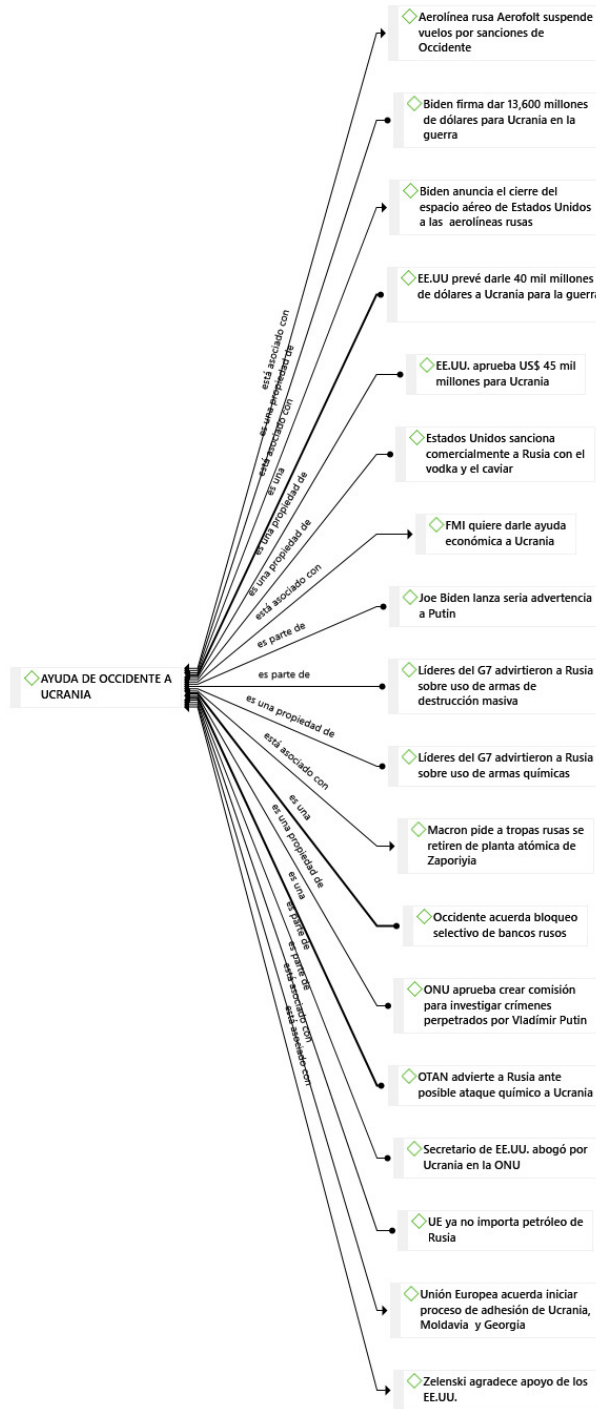 Aerolínea rusa Aerofolt suspende
vuelos por sanciones de
Occidente
Biden firma dar 13,600 millones
de dólares para Ucrania en la
guerra
Biden anuncia el cierre del
espacio aéreo de Estados Unidos
a las aerolíneas rusas
EE.UU prevé darle 40 mil millones
de dólares a Ucrania para la guerra
EE.UU. aprueba US$ 45 mil
millones para Ucrania
Estados Unidos sanciona
comercialmente a Rusia con el
vodka y el caviar
FMI quiere darle ayuda
económica a Ucrania
Joe Biden lanza seria advertencia
a Putin
AYUDA DE OCCIDENTE A
UCRANIA
Líderes del G7 advirtieron a Rusia
sobre uso de armas de
destrucción masiva
Líderes del G7 advirtieron a Rusia
sobre uso de armas químicas
Macron pide a tropas rusas se
retiren de planta atómica de
Zaporiyia
Occidente acuerda bloqueo
selectivo de bancos rusos
ONU aprueba crear comisión
para investigar crímenes
perpetrados por Vladímir Putin
OTAN advierte a Rusia ante
posible ataque químico a Ucrania
Secretario de EE.UU. abogó por
Ucrania en la ONU
UE ya no importa petróleo de
Rusia
Unión Europea acuerda iniciar
proceso de adhesión de Ucrania,
Moldavia y Georgia
Zelenski agradece apoyo de los
EE.UU.
está asociado con
es una propiedad de
está asociado con
es una
es una propiedad de
es una propiedad de
está asociado con
es parte de
es parte de
es una propiedad de
está asociado con
es una
es una propiedad de
es una
es parte de
es parte de
está asociado con
está asociado con